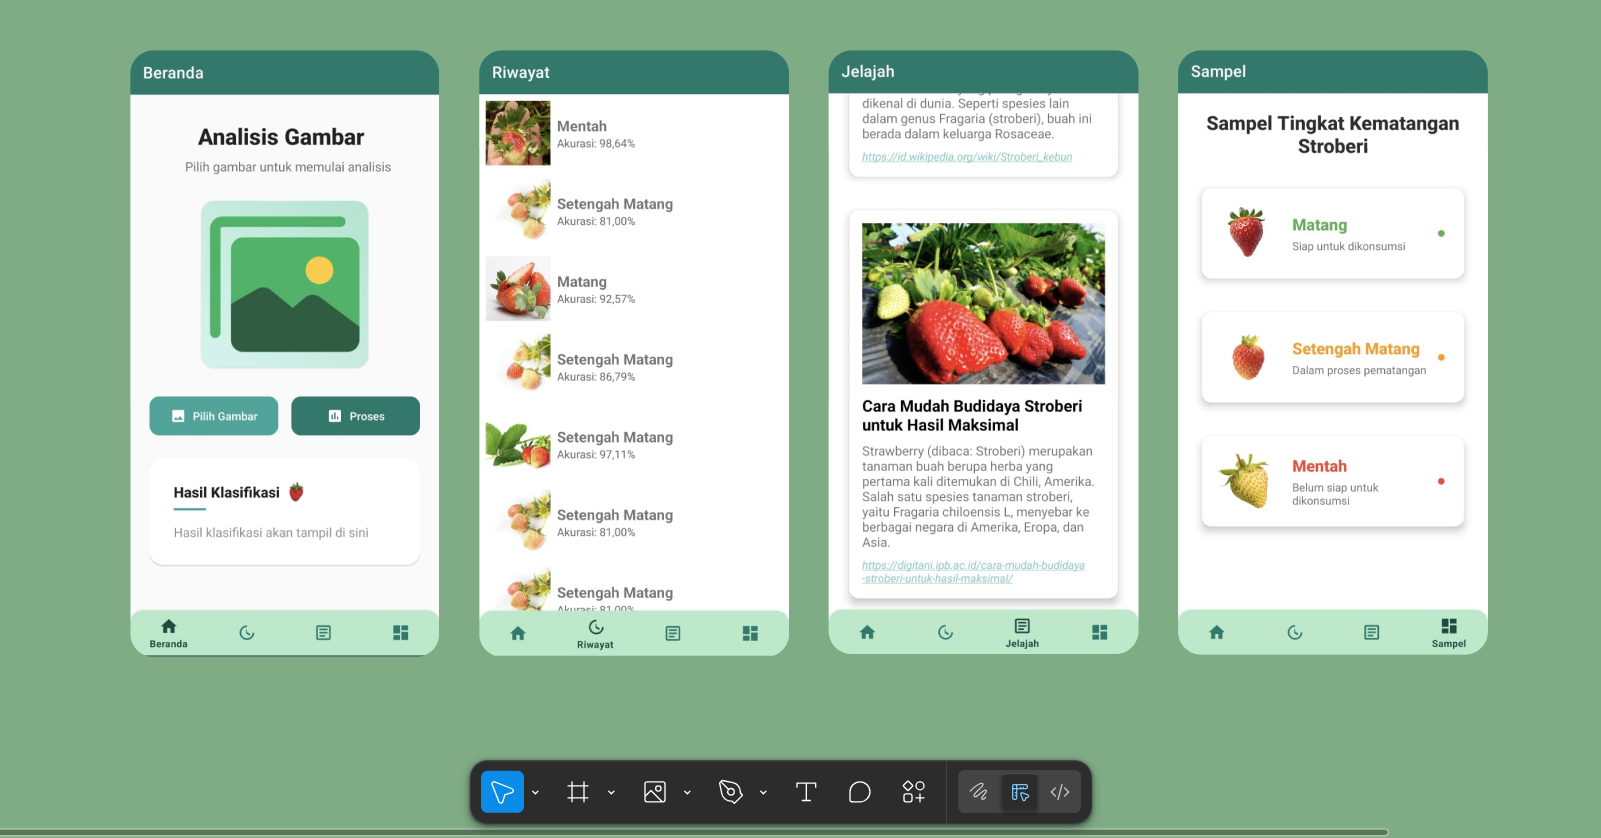 Beranda
Analisis Gambar
Pilih gambar untuk memulai analisis
Pilih Gambar
Proses
Hasil Klasifikasi
Hasil klasifikasi akan tampil di sini
Beranda
Riwayat
Mentah
Akurasi: 98,64%
Setengah Matang
Akurasi: 81,00%
Matang
Akurasi: 92,57%
Setengah Matang
Akurasi: 86,79%
Setengah Matang
Akurasi: 97,11%
Setengah Matang
Akurasi: 81,00%
Setengah Matang
Akurasi: 81,00%
Riwayat
Jelajah
dikenal di dunia. Seperti spesies lain
dalam genus Fragaria (stroberi), buah ini
berada dalam keluarga Rosaceae.
https://id.wikipedia.org/wiki/Stroberi_kebun
Cara Mudah Budidaya Stroberi
untuk Hasil Maksimal
Strawberry (dibaca: Stroberi) merupakan
tanaman buah berupa herba yang
pertama kali ditemukan di Chili, Amerika.
Salah satu spesies tanaman stroberi,
yaitu Fragaria chiloensis L, menyebar ke
berbagai negara di Amerika, Eropa, dan
Asia.
https://digitani.ipb.ac.id/cara-mudah-budidaya
-stroberi-untuk-hasil-maksimal/
Jelajah
Sampel
Sampel Tingkat Kematangan
Stroberi
Matang
Siap untuk dikonsumsi
Setengah Matang
Dalam proses pematangan
Mentah
Belum siap untuk
dikonsumsi
Sampel